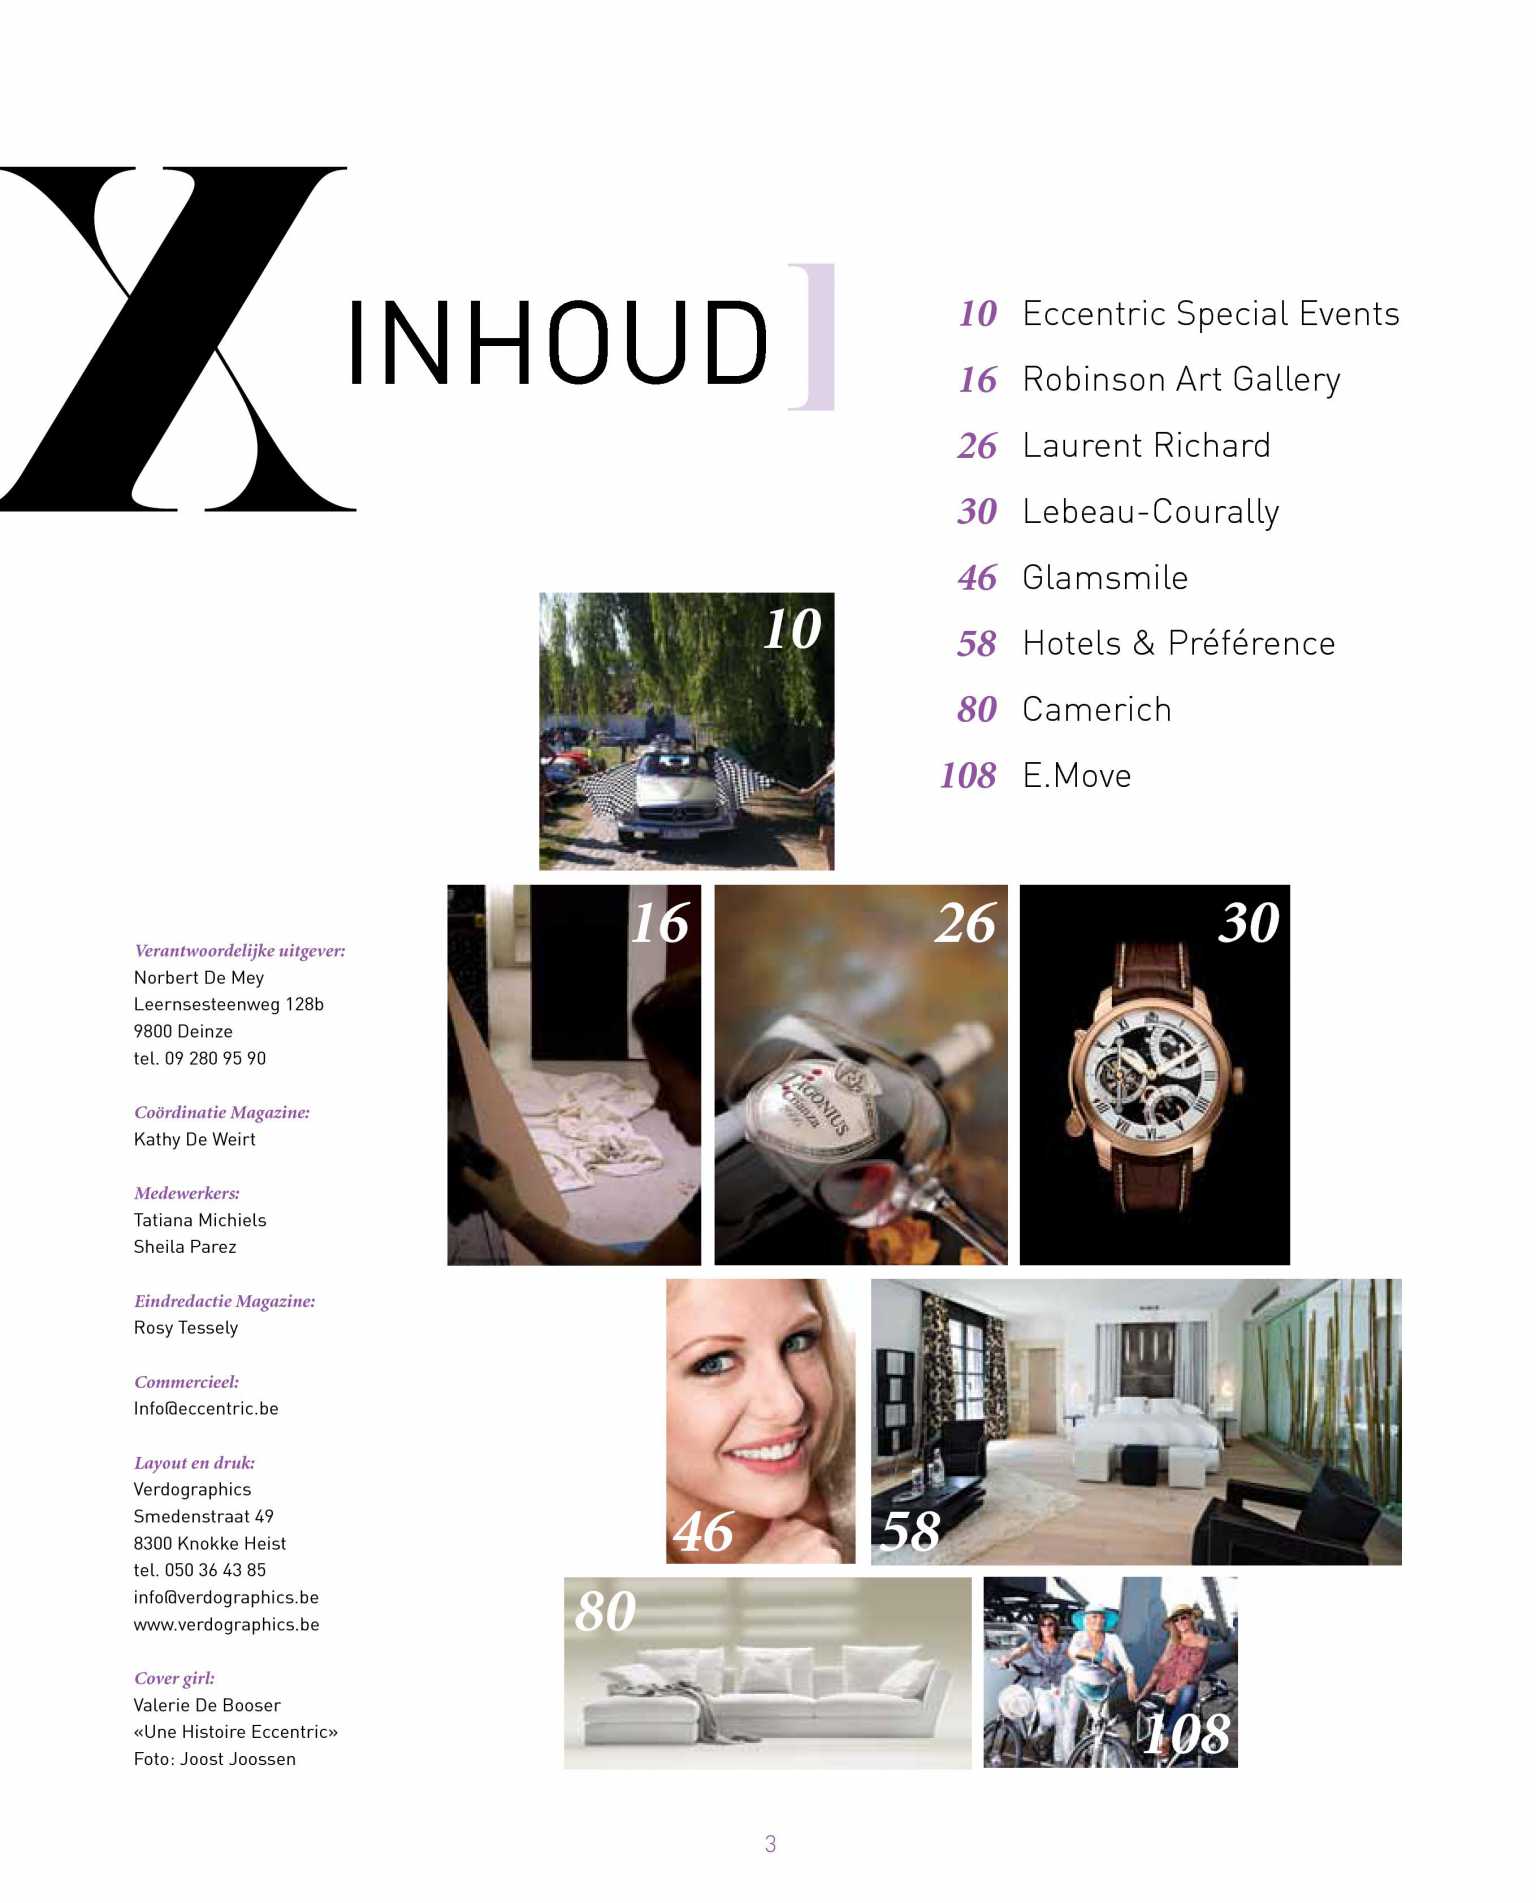 X
INHOUD ]
10 Eccentric Special Events
16 Robinson Art Gallery
26 Laurent Richard
30 Lebeau-Courally
46 Glamsmile
58 Hotels & Préférence
80 Camerich
108 E.Move
10
16
26
30
TAGONIUS
Crianza
46
58
80
108
Verantwoordelijke uitgever:
Norbert De Mey
Leernsesteenweg 128b
9800 Deinze
tel. 09 280 95 90
Coördinatie Magazine:
Kathy De Weirt
Medewerkers:
Tatiana Michiels
Sheila Parez
Eindredactie Magazine:
Rosy Tessely
Commercieel:
Info@eccentric.be
Layout en druk:
Verdographics
Smedenstraat 49
8300 Knokke Heist
tel. 050 36 43 85
info@verdographics.be
www.verdographics.be
Cover girl:
Valerie De Booser
«Une Histoire Eccentric»
Foto: Joost Joossen
3